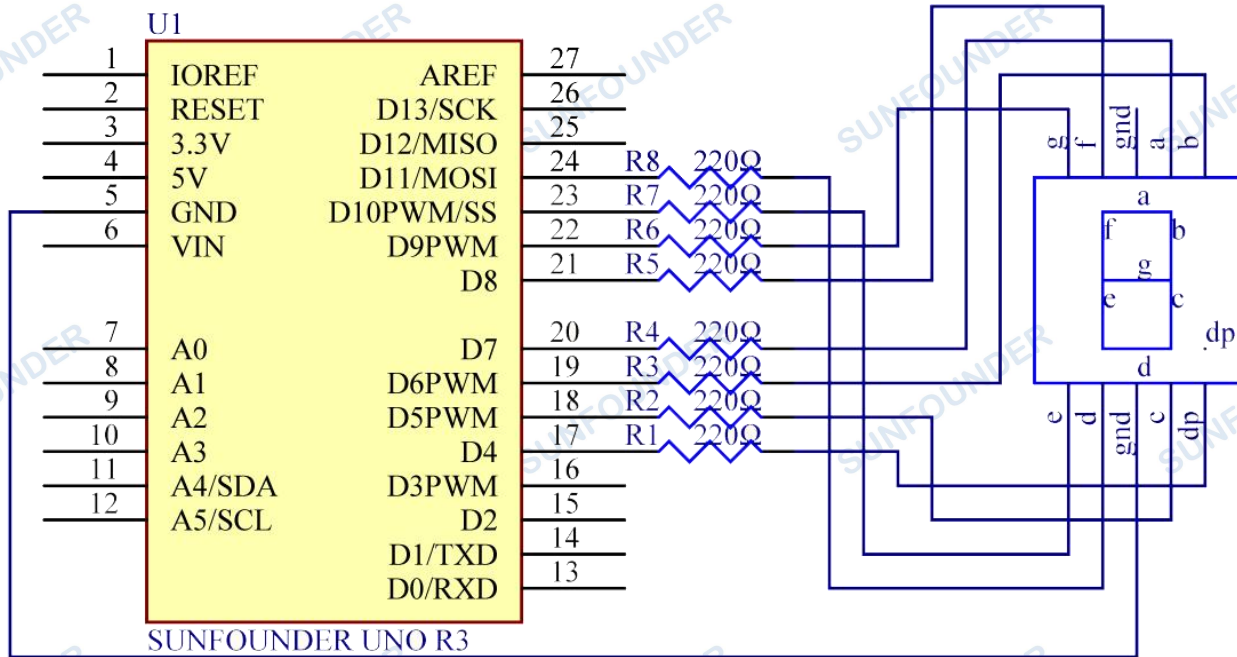 U1
1 IOREF AREF 27
2 RESET D13/SCK 26
3 3.3V D12/MISO 25
4 5V D11/MOSI 24 R8 220Ω
5 GND D10PWM/SS 23 R7 220Ω
6 VIN D9PWM 22 R6 220Ω
D8 21 R5 220Ω
7 A0 D7 20 R4 220Ω
8 A1 D6PWM 19 R3 220Ω
9 A2 D5PWM 18 R2 220Ω
10 A3 D4 17 R1 220Ω
11 A4/SDA D3PWM 16
12 A5/SCL D2 15
D1/TXD 14
D0/RXD 13
SUNFOUNDER UNO R3
g f gnd a b
a
f b
g
e c
dp
d
e d gnd c dp
UNDER
SUNFOUNDER
SUNFOUNDER
SUNF
UNDER
SUNFOUNDER
SUNFOUNDER
SUNF